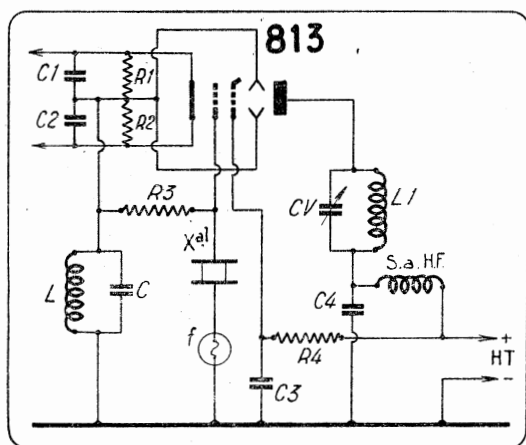 813
C1
R1
C2
R2
R3
Xal
CV
L1
S.a.H.F.
L
C
C4
f
R4
+
HT
-
C3